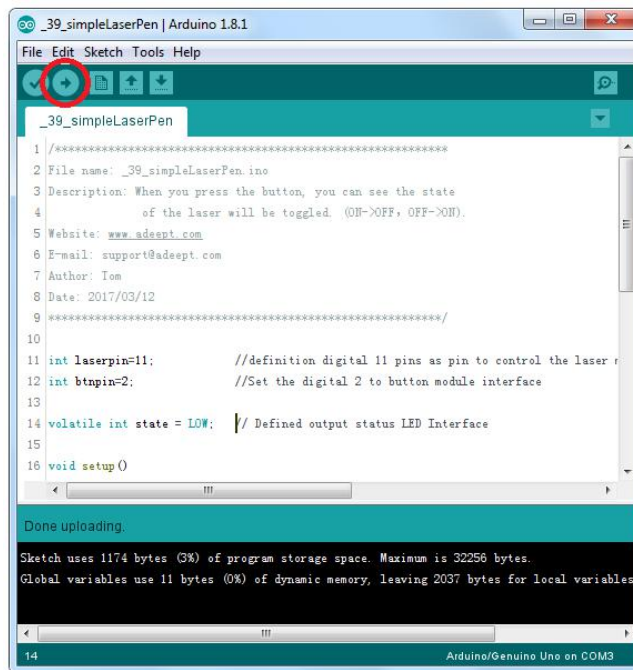 _39_simpleLaserPen | Arduino 1.8.1
File Edit Sketch Tools Help
_39_simpleLaserPen
1 /**********************************************************
2 File name: _39_simpleLaserPen.ino
3 Description: When you press the button, you can see the state
4 of the laser will be toggled. (ON->OFF，OFF->ON).
5 Website: www.adeept.com
6 E-mail: support@adeept.com
7 Author: Tom
8 Date: 2017/03/12
9 **********************************************************/
10
11 int laserpin=11; //definition digital 11 pins as pin to control the laser
12 int btnpin=2; //Set the digital 2 to button module interface
13
14 volatile int state = LOW; // Defined output status LED Interface
15
16 void setup()
Done uploading.
Sketch uses 1174 bytes (3%) of program storage space. Maximum is 32256 bytes.
Global variables use 11 bytes (0%) of dynamic memory, leaving 2037 bytes for local variables
14 Arduino/Genuino Uno on COM3